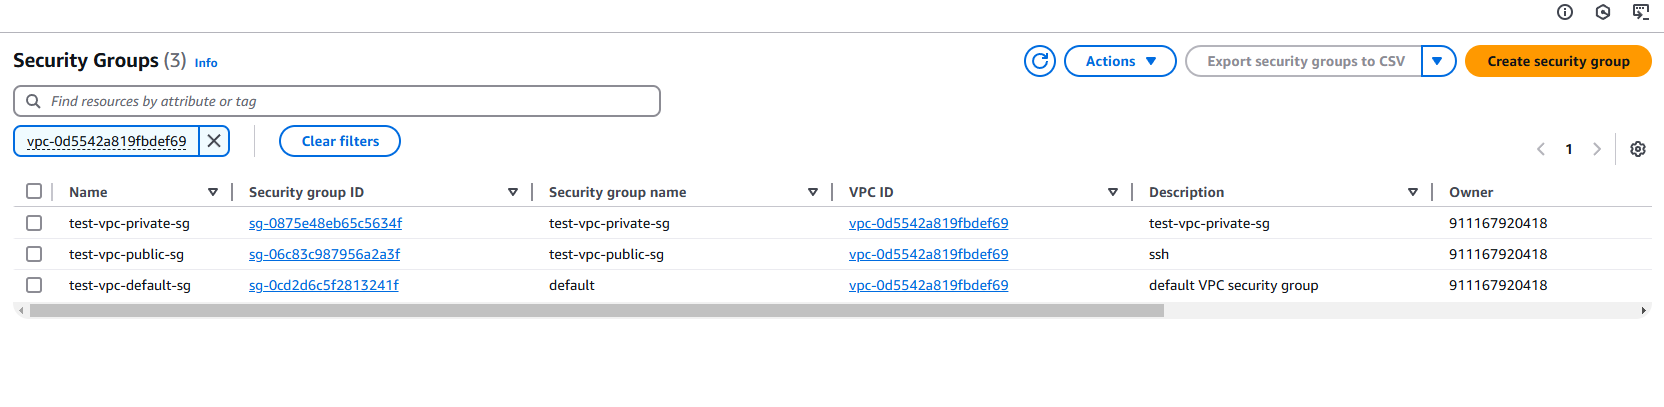 Security Groups (3) Info
Actions
Export security groups to CSV
Create security group
Find resources by attribute or tag
vpc-0d5542a819fbdef69
Clear filters
1
Name Security group ID Security group name VPC ID Description Owner
test-vpc-private-sg sg-0875e48eb65c5634f test-vpc-private-sg vpc-0d5542a819fbdef69 test-vpc-private-sg 911167920418
test-vpc-public-sg sg-06c83c987956a2a3f test-vpc-public-sg vpc-0d5542a819fbdef69 ssh 911167920418
test-vpc-default-sg sg-0cd2d6c5f2813241f default vpc-0d5542a819fbdef69 default VPC security group 911167920418